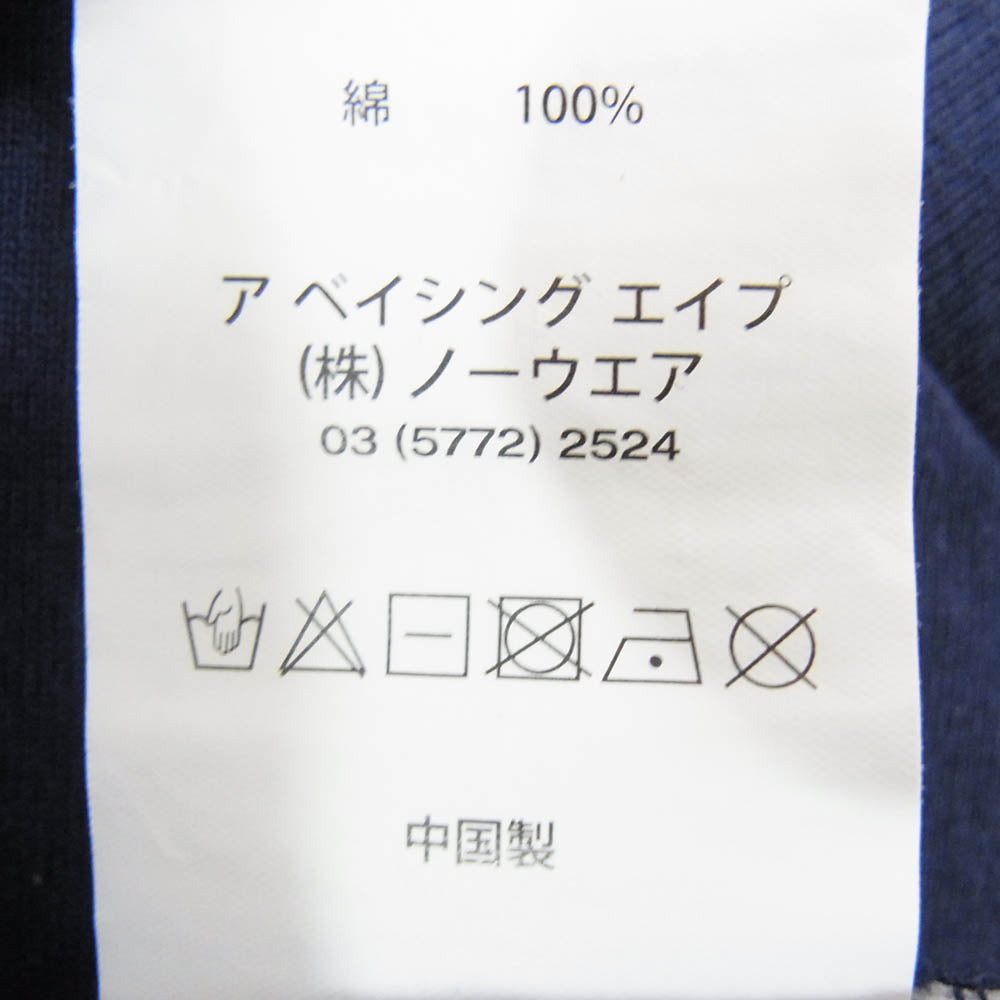 綿 100%
ア ベイシング エイプ
(株) ノーウエア
03 (5772) 2524
中国製